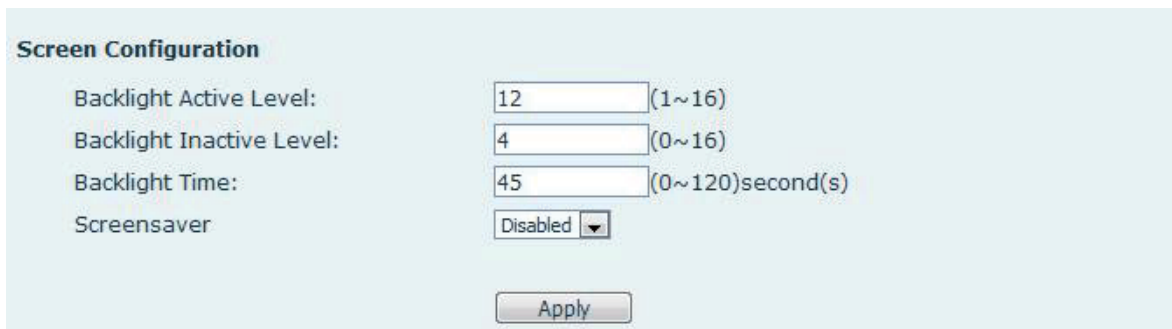 Screen Configuration
Backlight Active Level: 12 (1~16)
Backlight Inactive Level: 4 (0~16)
Backlight Time: 45 (0~120)second(s)
Screensaver Disabled
Apply